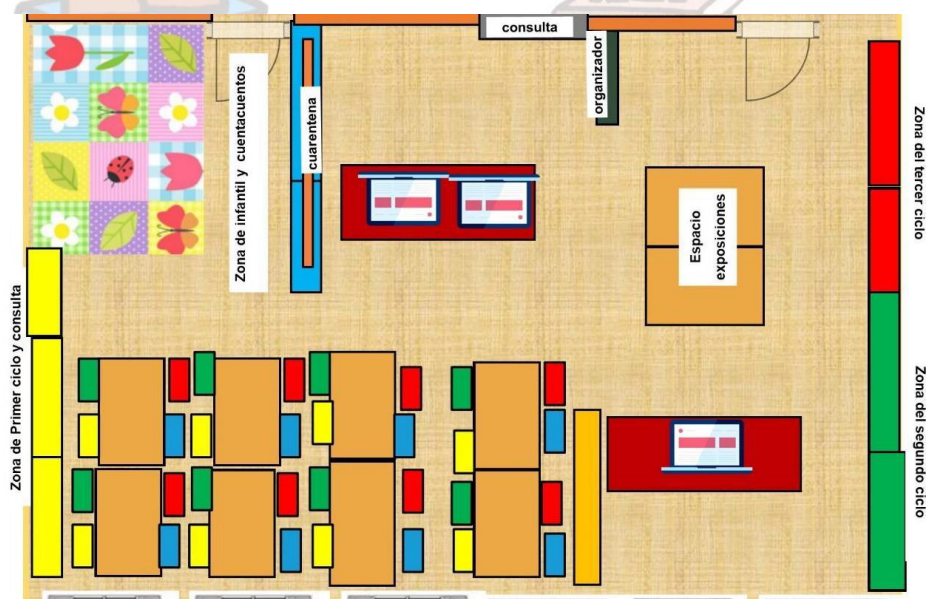 consulta
organizador
cuarentena
Zona de infantil y cuentacuentos
Espacio
exposiciones
Zona del tercer ciclo
Zona de Primer ciclo y consulta
Zona del segundo ciclo